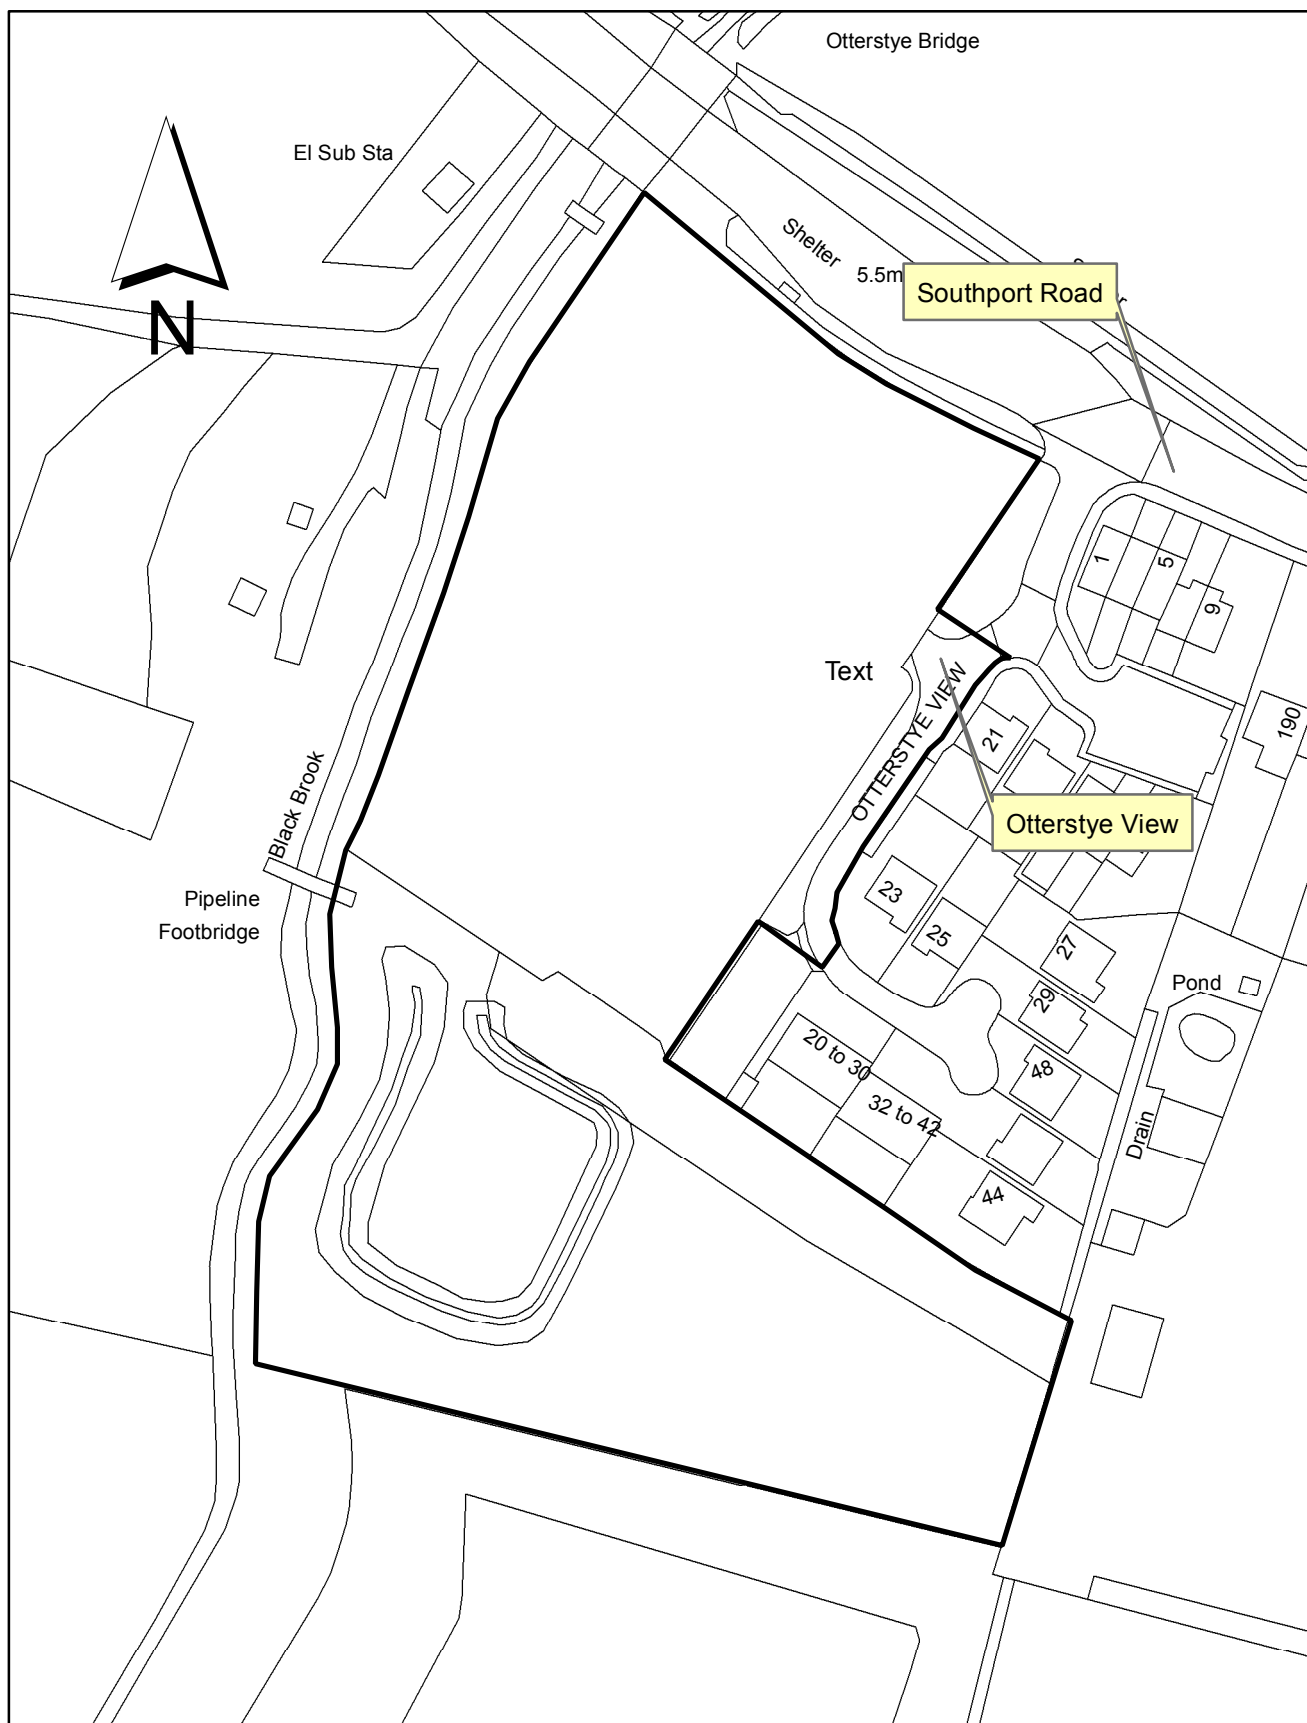 Otterstye Bridge
El Sub Sta
N
Shelter
5.5m
Southport Road
1
5
9
Text
OTTERSTYE VIEW
21
190
Otterstye View
Black Brook
Pipeline
Footbridge
23
25
27
29
Pond
48
20 to 30
32 to 42
44
Drain